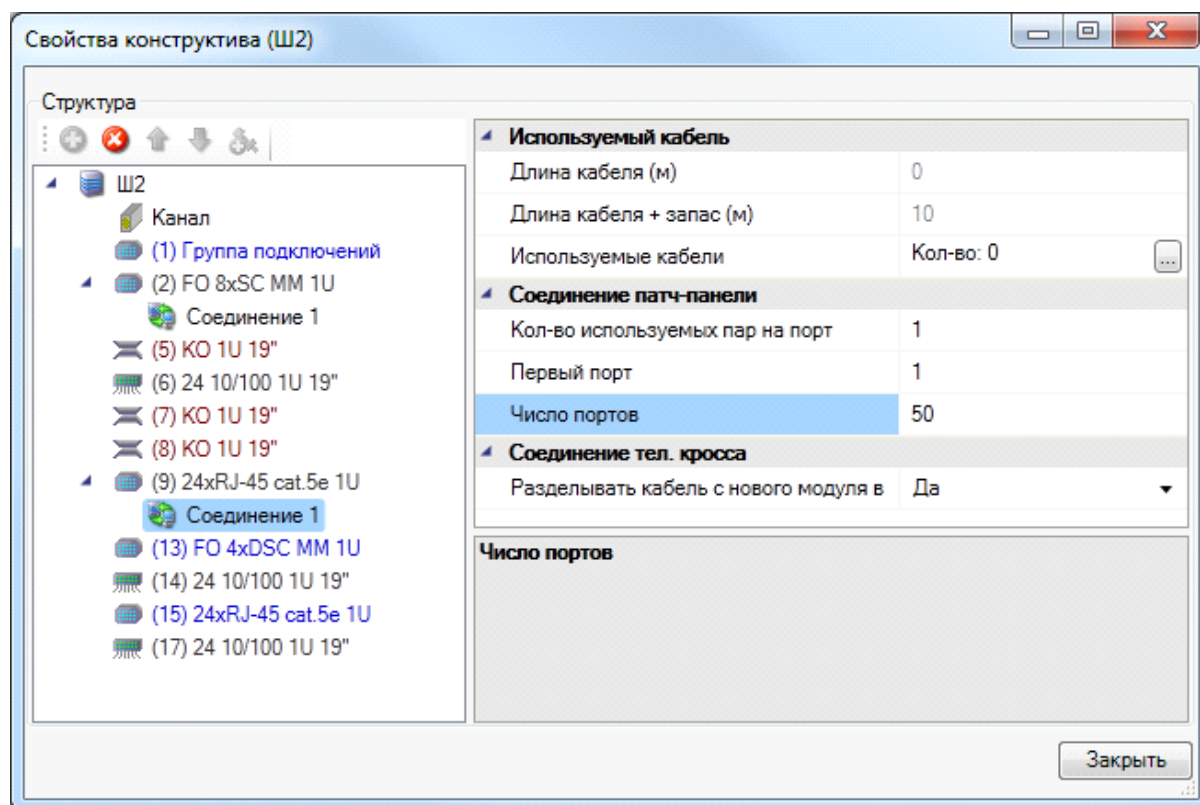 Свойства конструктива (Ш2)
Структура
Ш2
Канал
(1) Группа подключений
(2) FO 8xSC MM 1U
Соединение 1
(5) КО 1U 19"
(6) 24 10/100 1U 19"
(7) КО 1U 19"
(8) КО 1U 19"
(9) 24xRJ-45 cat.5e 1U
Соединение 1
(13) FO 4xDSC MM 1U
(14) 24 10/100 1U 19"
(15) 24xRJ-45 cat.5e 1U
(17) 24 10/100 1U 19"
Используемый кабель
Длина кабеля (м) 0
Длина кабеля + запас (м) 10
Используемые кабели Кол-во: 0 ...
Соединение патч-панели
Кол-во используемых пар на порт 1
Первый порт 1
Число портов 50
Соединение тел. кросса
Разделывать кабель с нового модуля в Да
Число портов
Закрыть